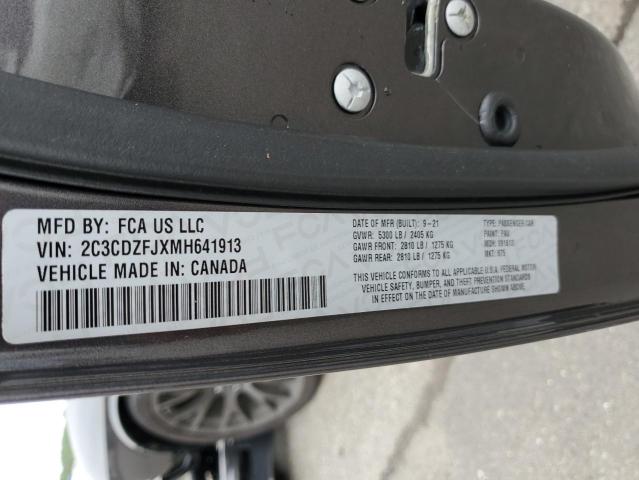 MFD BY: FCA US LLC
VIN: 2C3CDZFJXMH641913
VEHICLE MADE IN: CANADA
DATE OF MFR (BUILT): 9-21
GVWR: 5300 LB / 2405 KG
GAWR FRONT: 2810 LB / 1275 KG
GAWR REAR: 2810 LB / 1275 KG
TYPE: PASSENGER CAR
PAINT:
MDH:
MKT:
THIS VEHICLE CONFORMS TO ALL APPLICABLE U.S.A. FEDERAL MOTOR
VEHICLE SAFETY, BUMPER, AND THEFT PREVENTION STANDARDS
IN EFFECT ON THE DATE OF MANUFACTURE SHOWN ABOVE.